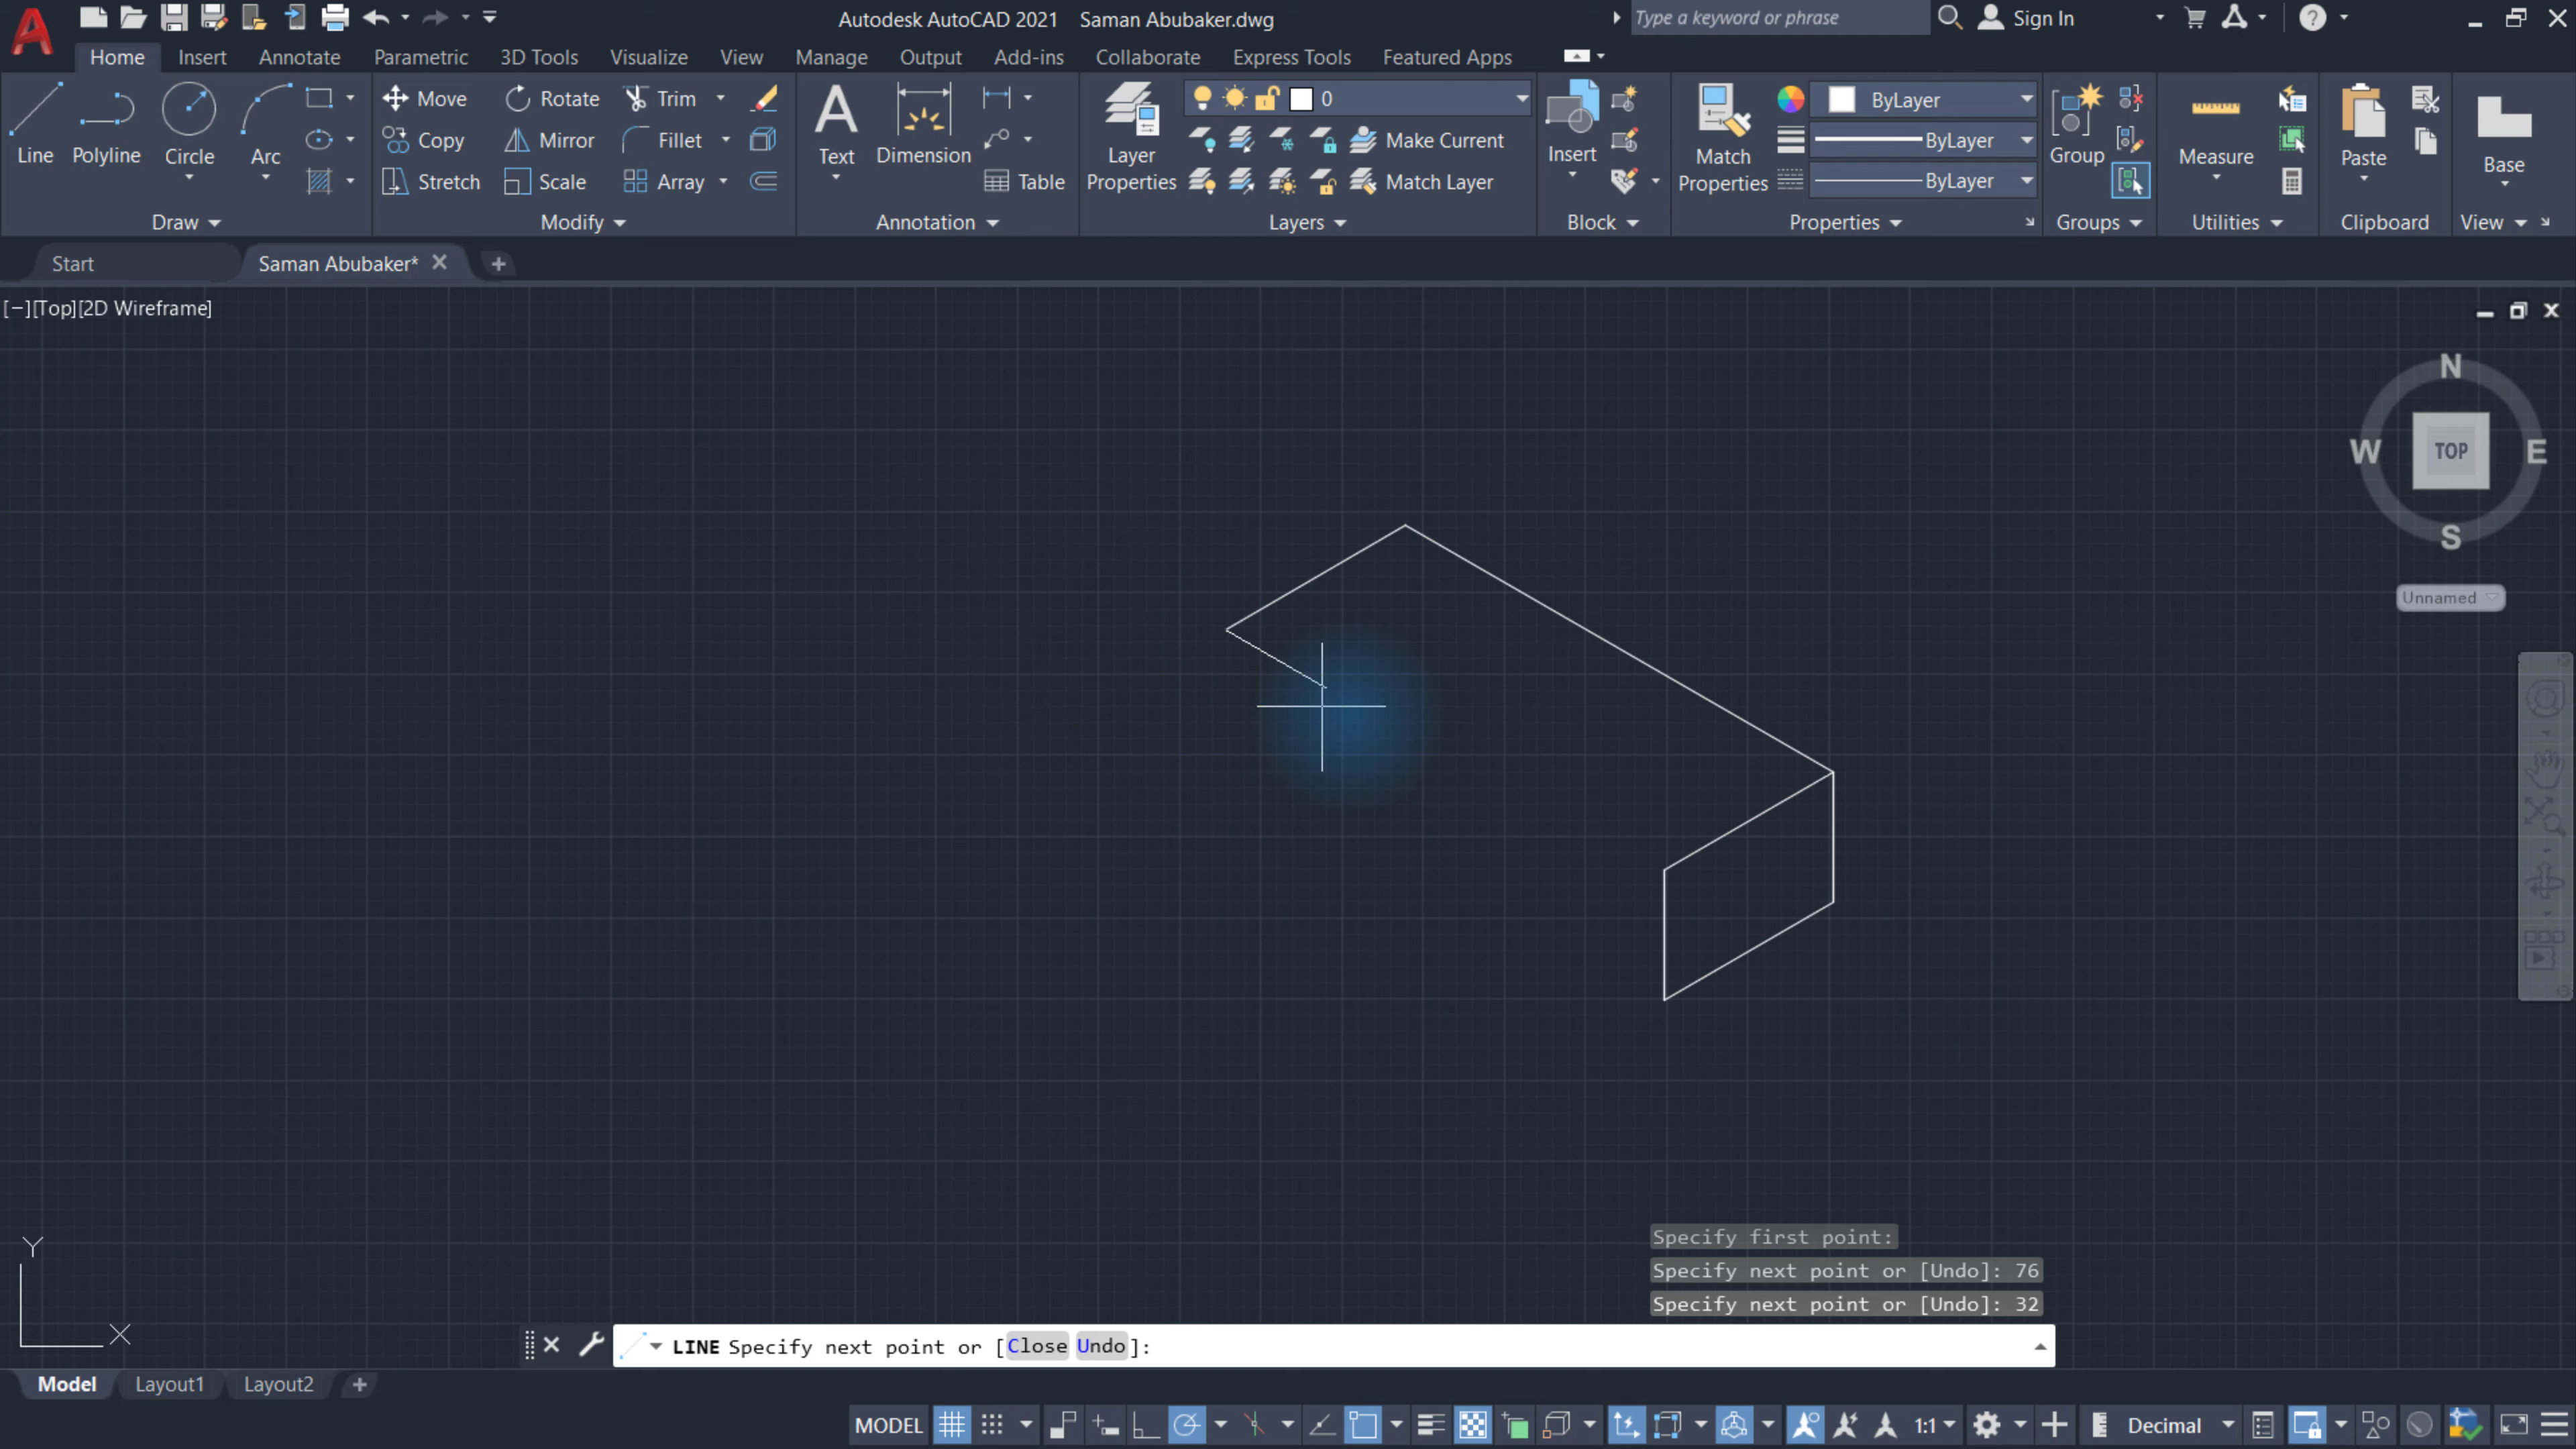 Autodesk AutoCAD 2021 Saman Abubaker.dwg
Type a keyword or phrase
Sign In
Home Insert Annotate Parametric 3D Tools Visualize View Manage Output Add-ins Collaborate Express Tools Featured Apps
Line Polyline Circle Arc
Move Rotate Trim
Copy Mirror Fillet
Stretch Scale Array
Text Dimension Table
Layer Properties
0
Make Current
Match Layer
Insert
Match Properties
ByLayer
ByLayer
ByLayer
Group
Measure
Paste
Base
Draw Modify Annotation Layers Block Properties Groups Utilities Clipboard View
Start Saman Abubaker*
[−][Top][2D Wireframe]
N
W TOP E
S
Unnamed
Specify first point:
Specify next point or [Undo]: 76
Specify next point or [Undo]: 32
Y
X
LINE Specify next point or [Close Undo]:
Model Layout1 Layout2
MODEL 1:1 Decimal